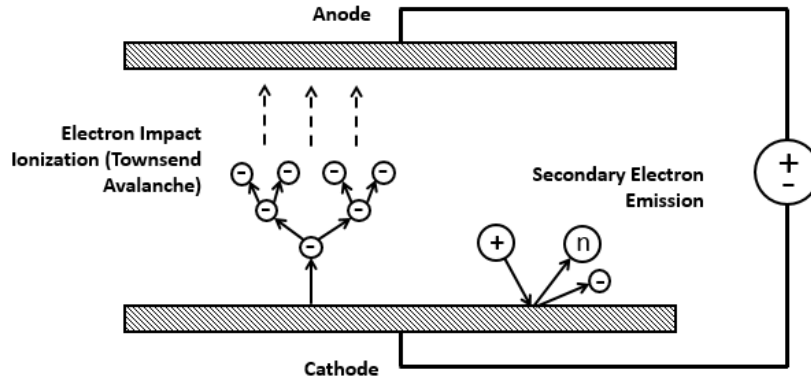 Anode
Electron Impact
Ionization (Townsend
Avalanche)
Secondary Electron
Emission
+
-
- - - -
- -
-
+ n
-
Cathode